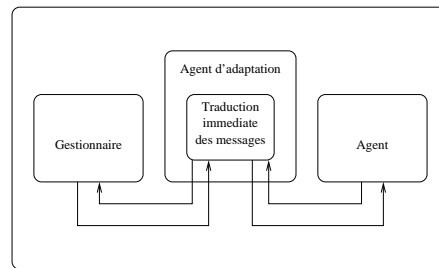 Agent d'adaptation
Traduction
immediate
des messages
Gestionnaire
Agent